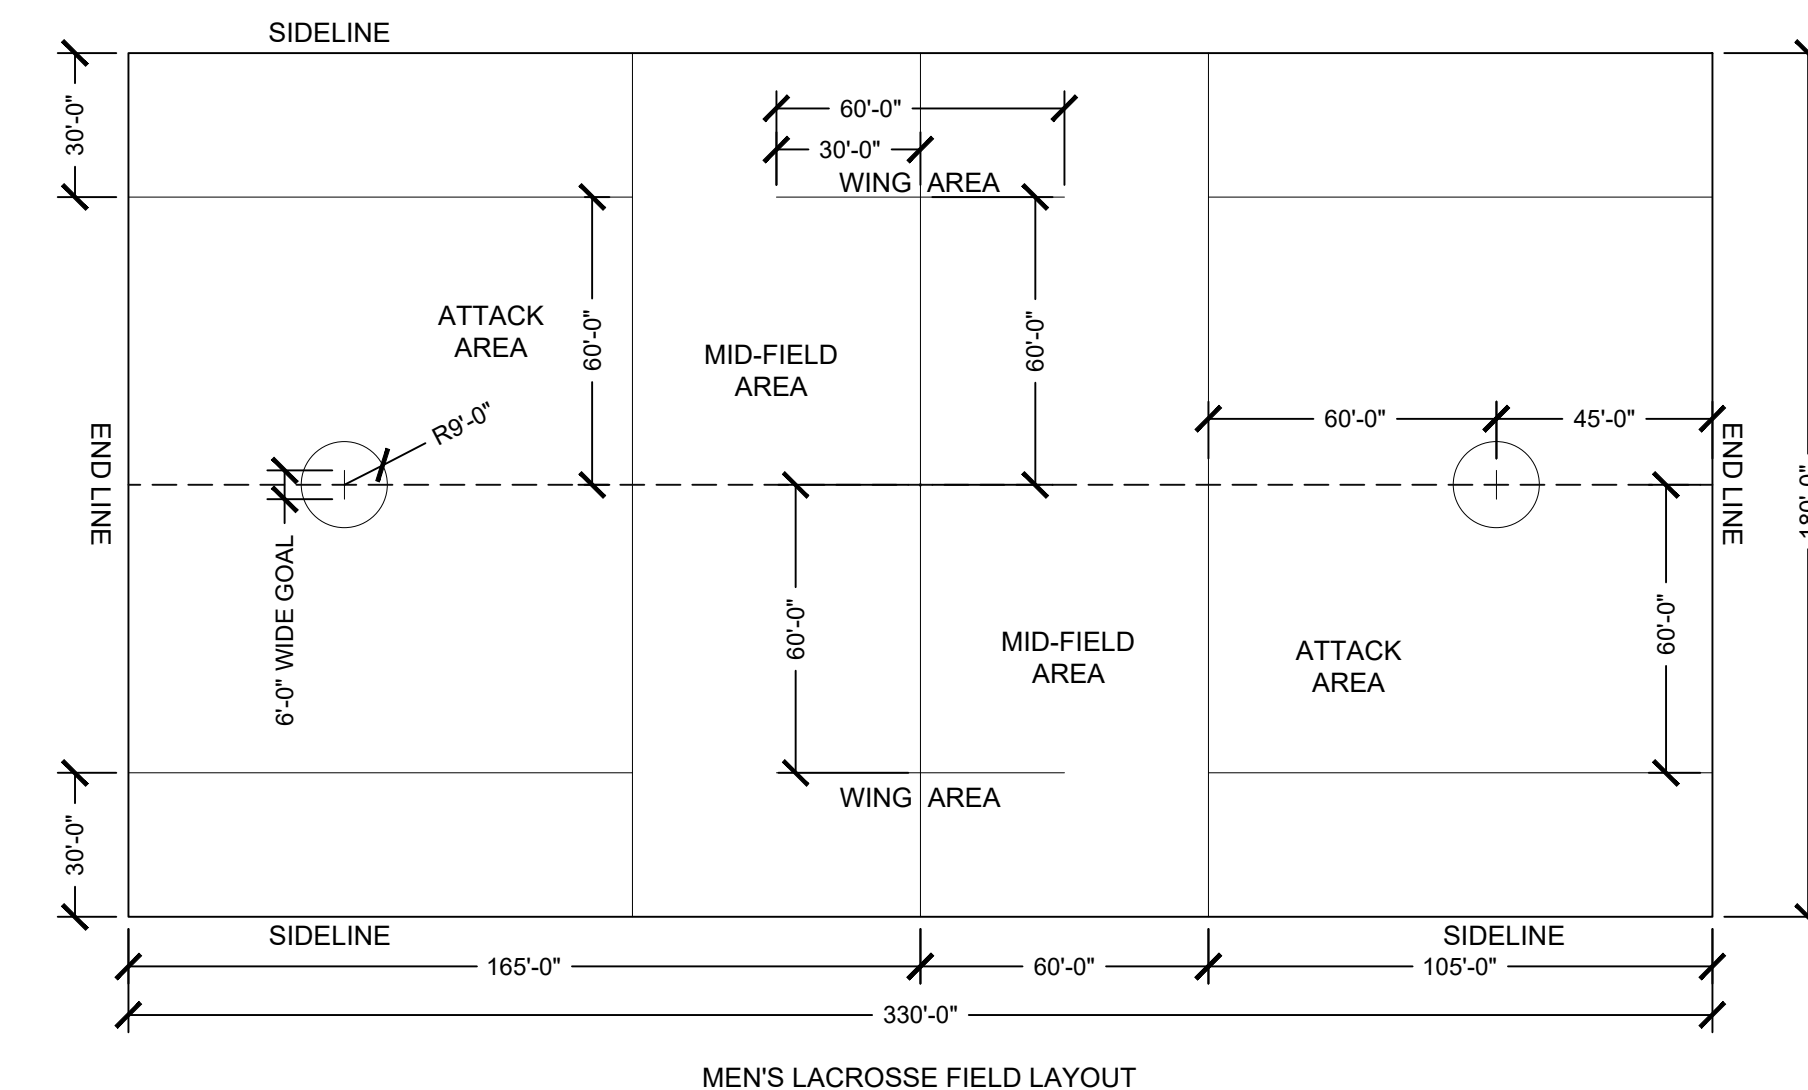 SIDELINE
30'-0"
60'-0"
30'-0"
WING AREA
ATTACK
AREA
60'-0"
MID-FIELD
AREA
60'-0"
R9'-0"
60'-0"
45'-0"
END LINE
END LINE
180'-0"
6'-0" WIDE GOAL
60'-0"
MID-FIELD
AREA
ATTACK
AREA
60'-0"
WING AREA
30'-0"
SIDELINE
SIDELINE
165'-0"
60'-0"
105'-0"
330'-0"
MEN'S LACROSSE FIELD LAYOUT